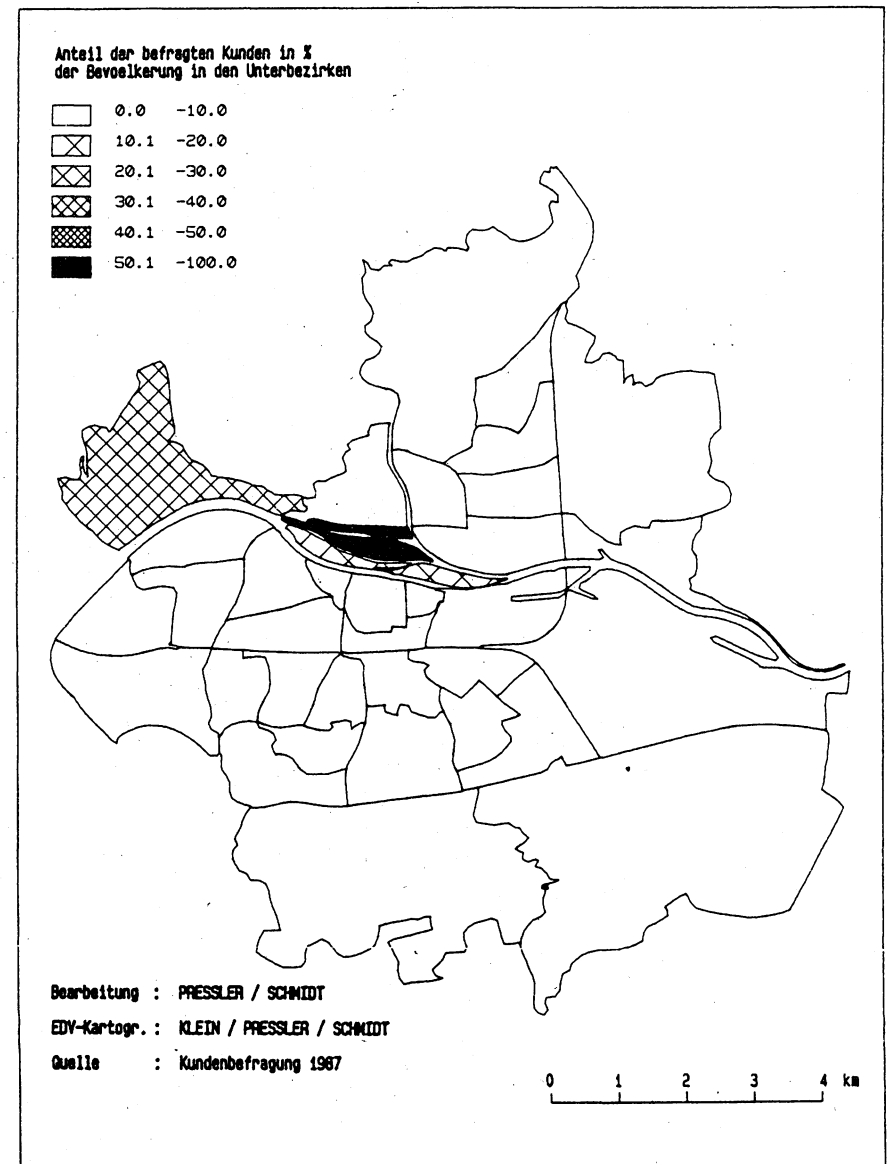 Anteil der befragten Kunden in %
der Bevoelkerung in den Unterbezirken
0.0 -10.0
10.1 -20.0
20.1 -30.0
30.1 -40.0
40.1 -50.0
50.1 -100.0
Bearbeitung : PRESSLER / SCHMIDT
EDV-Kartogr. : KLEIN / PRESSLER / SCHMIDT
Quelle : Kundenbefragung 1987
0 1 2 3 4 km